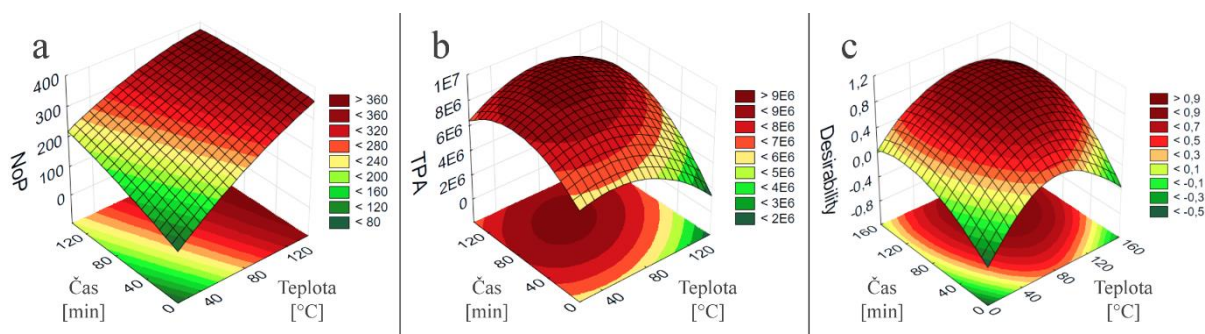 a
400
300
200
100
0
NoP
120
80
40
0
Čas
[min]
40
80
120
Teplota
[°C]
> 360
< 360
< 320
< 280
< 240
< 200
< 160
< 120
< 80
b
1E7
8E6
6E6
4E6
2E6
0
TPA
120
80
40
0
Čas
[min]
40
80
120
Teplota
[°C]
> 9E6
< 9E6
< 8E6
< 7E6
< 6E6
< 5E6
< 4E6
< 3E6
< 2E6
c
1,2
0,8
0,4
0,0
-0,4
-0,8
Desirability
160
120
80
40
0
Čas
[min]
0
40
80
120
160
Teplota
[°C]
> 0,9
< 0,9
< 0,7
< 0,5
< 0,3
< 0,1
< -0,1
< -0,3
< -0,5